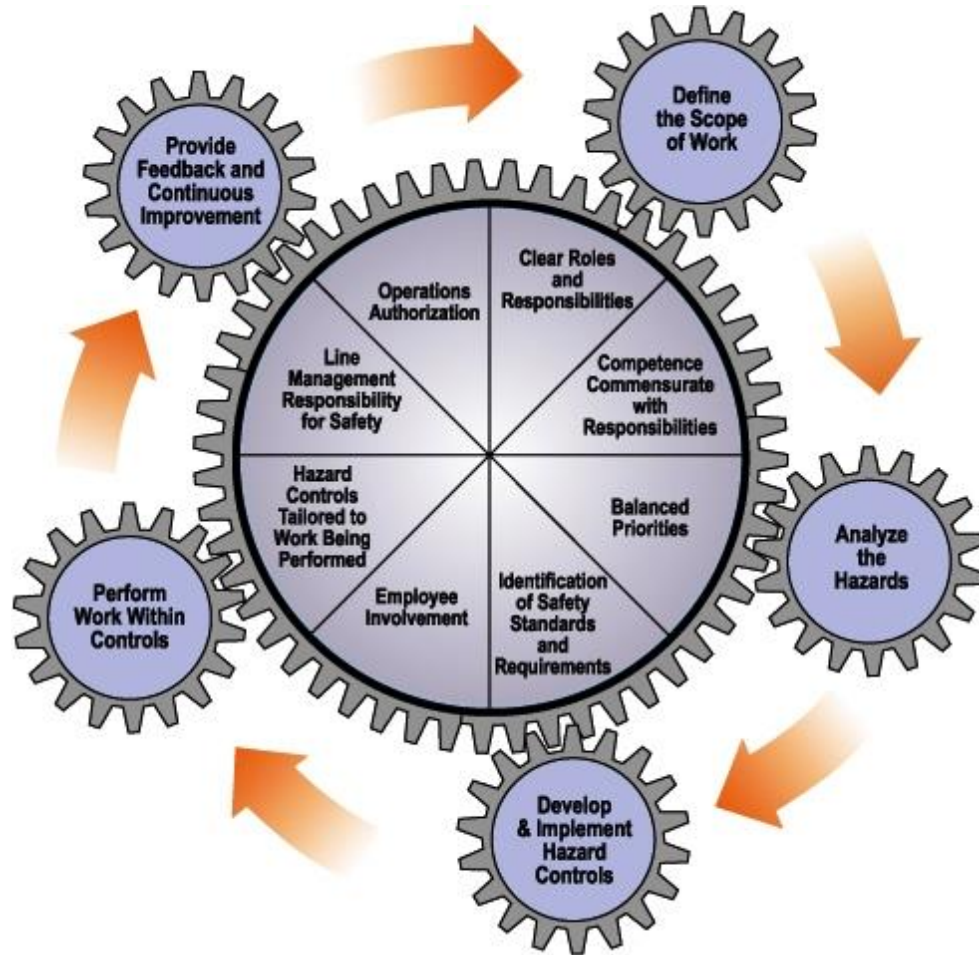 Define
the Scope
of Work
Analyze
the
Hazards
Develop
& Implement
Hazard
Controls
Perform
Work Within
Controls
Provide
Feedback and
Continuous
Improvement
Clear Roles
and
Responsibilities
Competence
Commensurate
with
Responsibilities
Balanced
Priorities
Identification
of Safety
Standards
and
Requirements
Employee
Involvement
Hazard
Controls
Tailored to
Work Being
Performed
Line
Management
Responsibility
for Safety
Operations
Authorization